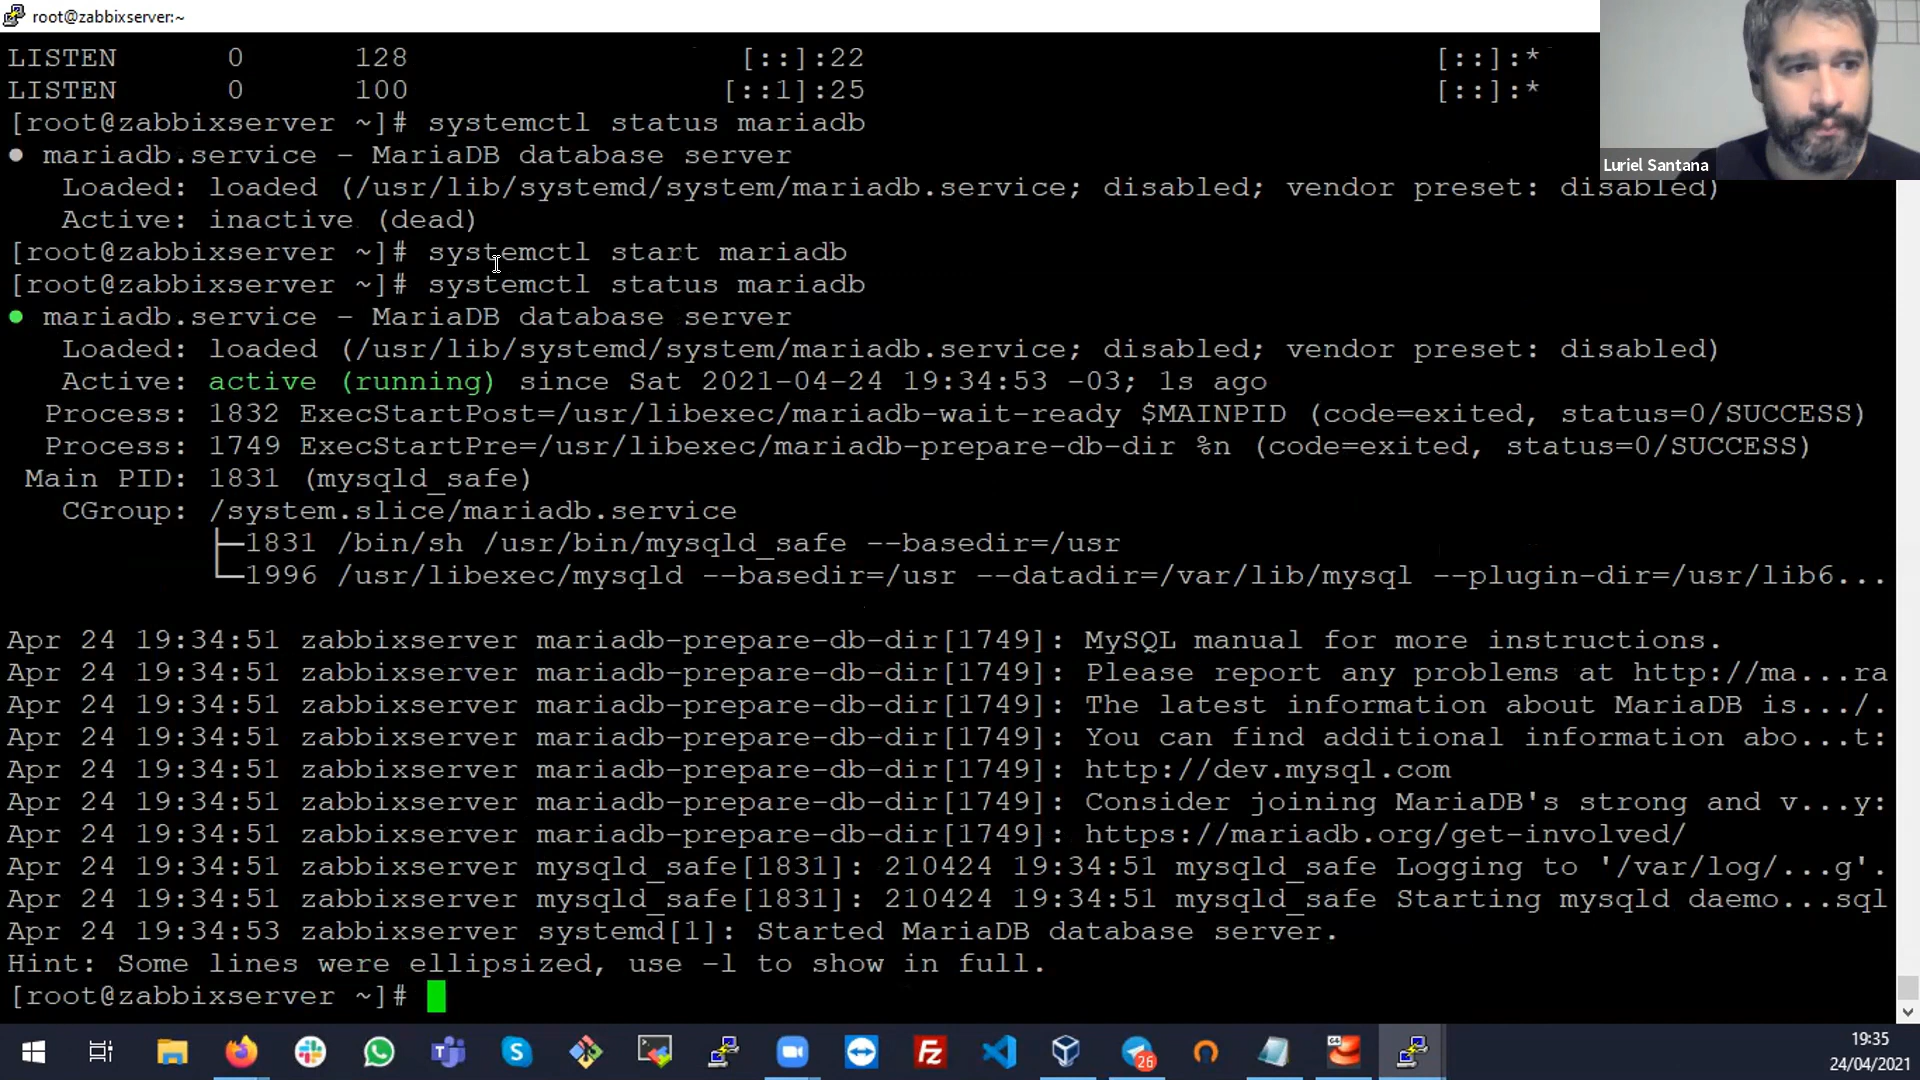 root@zabbixserver:~
LISTEN 0 128 [::]:22 [::]:*
LISTEN 0 100 [::1]:25 [::]:*
[root@zabbixserver ~]# systemctl status mariadb
● mariadb.service - MariaDB database server
Loaded: loaded (/usr/lib/systemd/system/mariadb.service; disabled; vendor preset: disabled)
Active: inactive (dead)
[root@zabbixserver ~]# systemctl start mariadb
[root@zabbixserver ~]# systemctl status mariadb
● mariadb.service - MariaDB database server
Loaded: loaded (/usr/lib/systemd/system/mariadb.service; disabled; vendor preset: disabled)
Active: active (running) since Sat 2021-04-24 19:34:53 -03; 1s ago
Process: 1832 ExecStartPost=/usr/libexec/mariadb-wait-ready $MAINPID (code=exited, status=0/SUCCESS)
Process: 1749 ExecStartPre=/usr/libexec/mariadb-prepare-db-dir %n (code=exited, status=0/SUCCESS)
Main PID: 1831 (mysqld_safe)
CGroup: /system.slice/mariadb.service
├─1831 /bin/sh /usr/bin/mysqld_safe --basedir=/usr
└─1996 /usr/libexec/mysqld --basedir=/usr --datadir=/var/lib/mysql --plugin-dir=/usr/lib6...
Apr 24 19:34:51 zabbixserver mariadb-prepare-db-dir[1749]: MySQL manual for more instructions.
Apr 24 19:34:51 zabbixserver mariadb-prepare-db-dir[1749]: Please report any problems at http://ma...ra
Apr 24 19:34:51 zabbixserver mariadb-prepare-db-dir[1749]: The latest information about MariaDB is.../.
Apr 24 19:34:51 zabbixserver mariadb-prepare-db-dir[1749]: You can find additional information abo...t:
Apr 24 19:34:51 zabbixserver mariadb-prepare-db-dir[1749]: http://dev.mysql.com
Apr 24 19:34:51 zabbixserver mariadb-prepare-db-dir[1749]: Consider joining MariaDB's strong and v...y:
Apr 24 19:34:51 zabbixserver mariadb-prepare-db-dir[1749]: https://mariadb.org/get-involved/
Apr 24 19:34:51 zabbixserver mysqld_safe[1831]: 210424 19:34:51 mysqld_safe Logging to '/var/log/...g'.
Apr 24 19:34:51 zabbixserver mysqld_safe[1831]: 210424 19:34:51 mysqld_safe Starting mysqld daemo...sql
Apr 24 19:34:53 zabbixserver systemd[1]: Started MariaDB database server.
Hint: Some lines were ellipsized, use -l to show in full.
[root@zabbixserver ~]#
Luriel Santana
26
64
19:35
24/04/2021